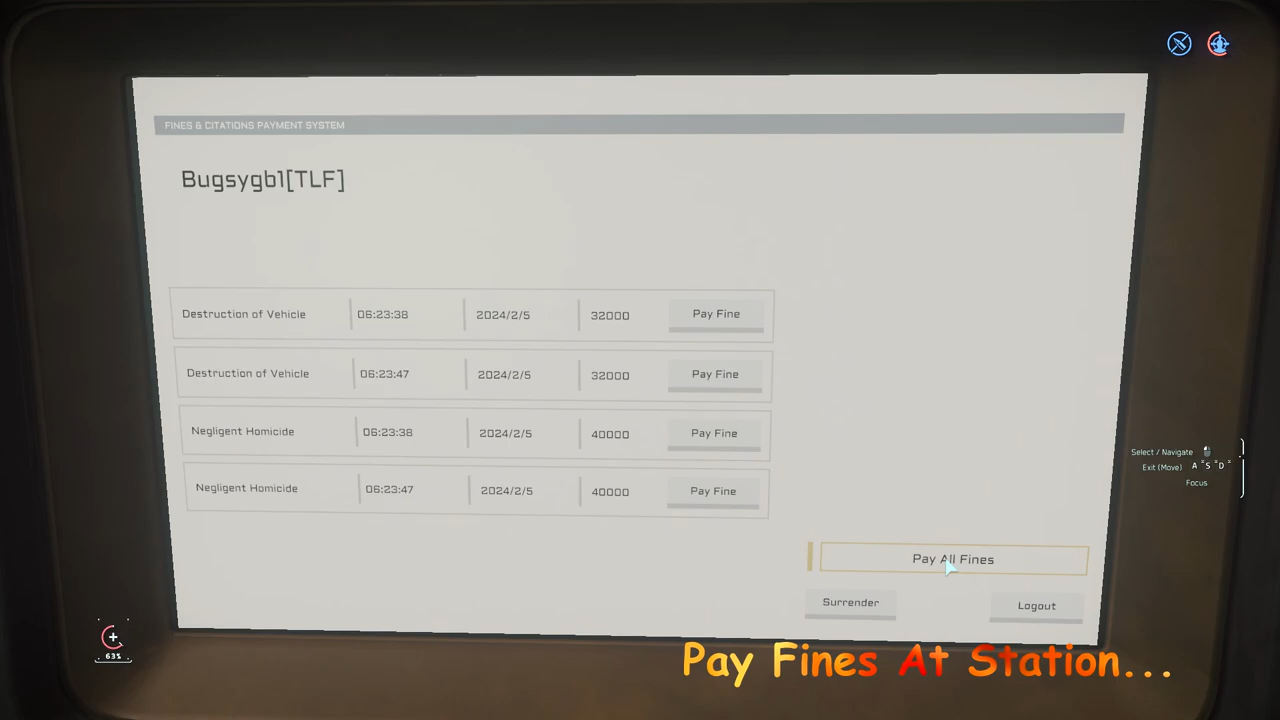 FINES & CITATIONS PAYMENT SYSTEM
Bugsygb1[TLF]
Destruction of Vehicle 06:23:38 2024/2/5 32000 Pay Fine
Destruction of Vehicle 06:23:47 2024/2/5 32000 Pay Fine
Negligent Homicide 06:23:38 2024/2/5 40000 Pay Fine
Negligent Homicide 06:23:47 2024/2/5 40000 Pay Fine
Select / Navigate
Exit (Move) A S D
Focus
Pay All Fines
Surrender Logout
63%
Pay Fines At Station...